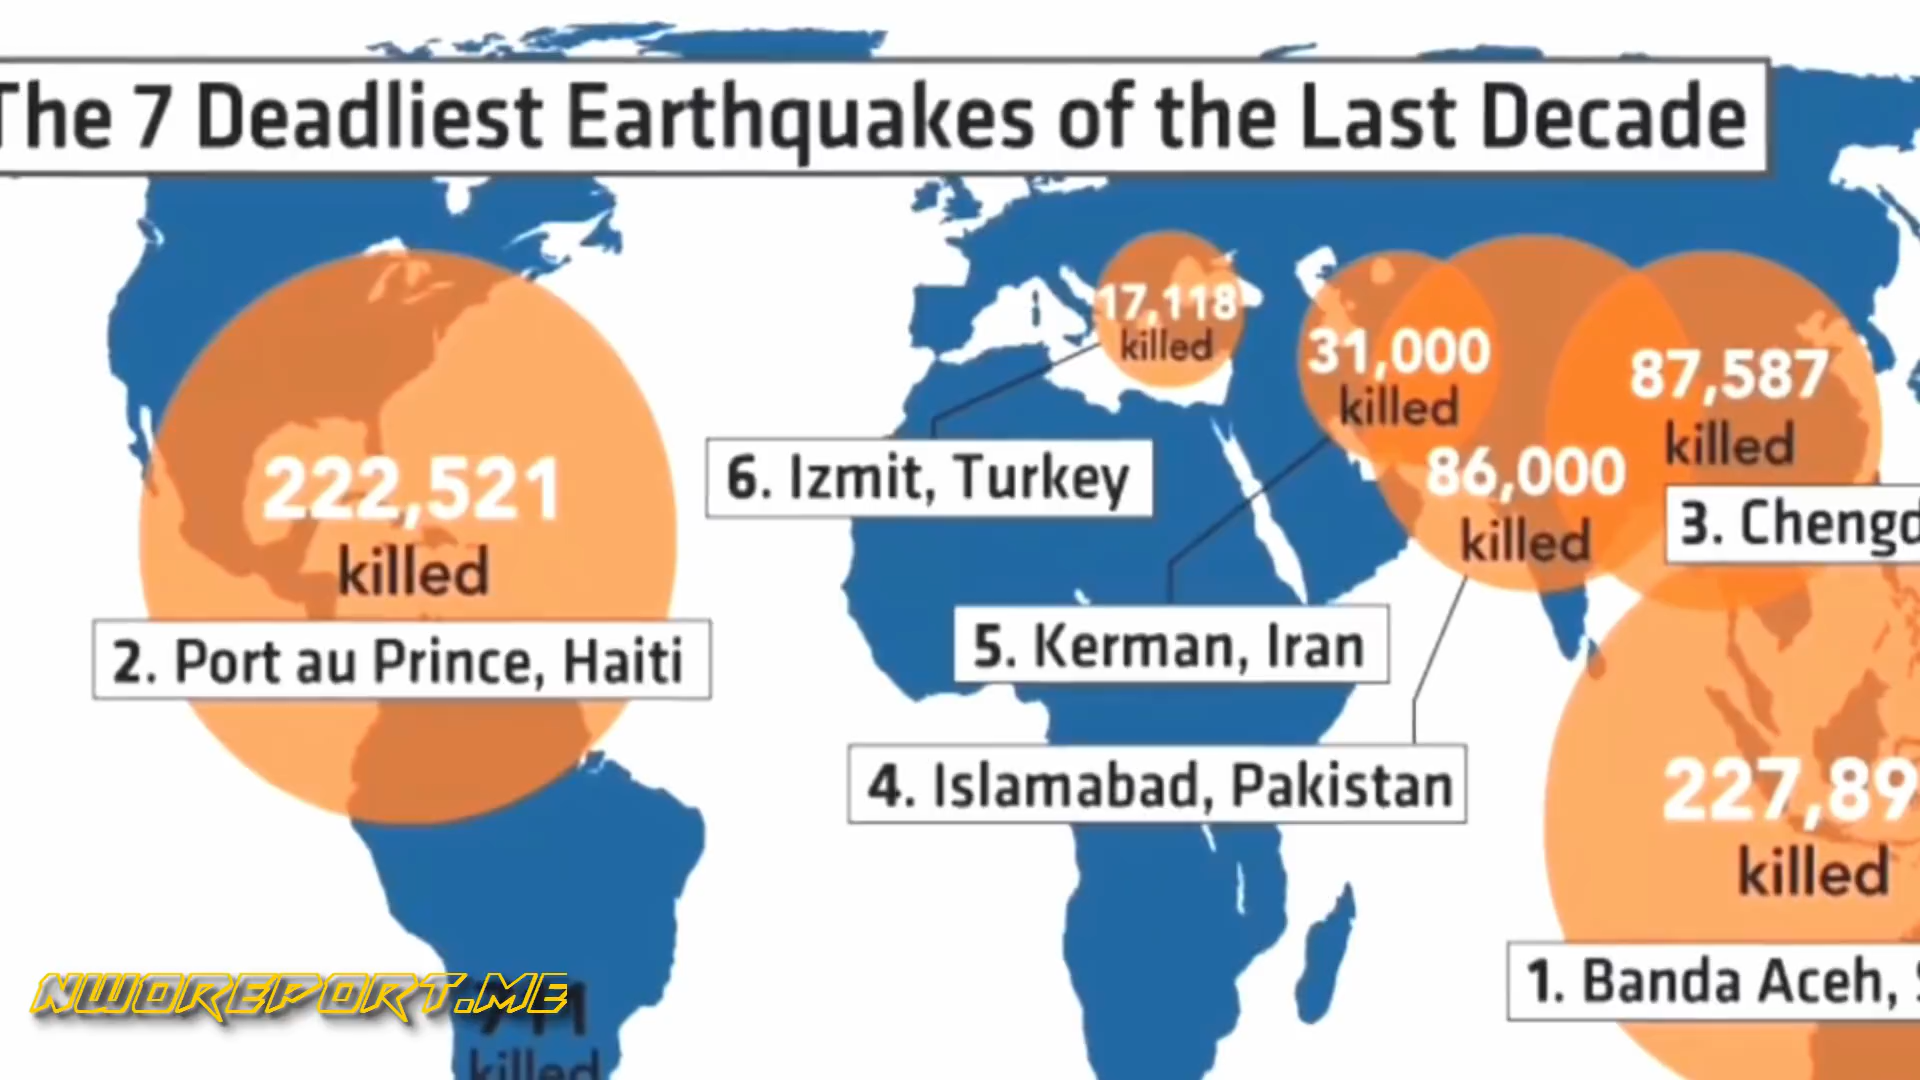 The 7 Deadliest Earthquakes of the Last Decade
17,118
killed
31,000
killed
87,587
killed
222,521
killed
86,000
killed
6. Izmit, Turkey
3. Chengd
5. Kerman, Iran
2. Port au Prince, Haiti
4. Islamabad, Pakistan
227,89
killed
1. Banda Aceh, S
NWOREPORT.ME
killed